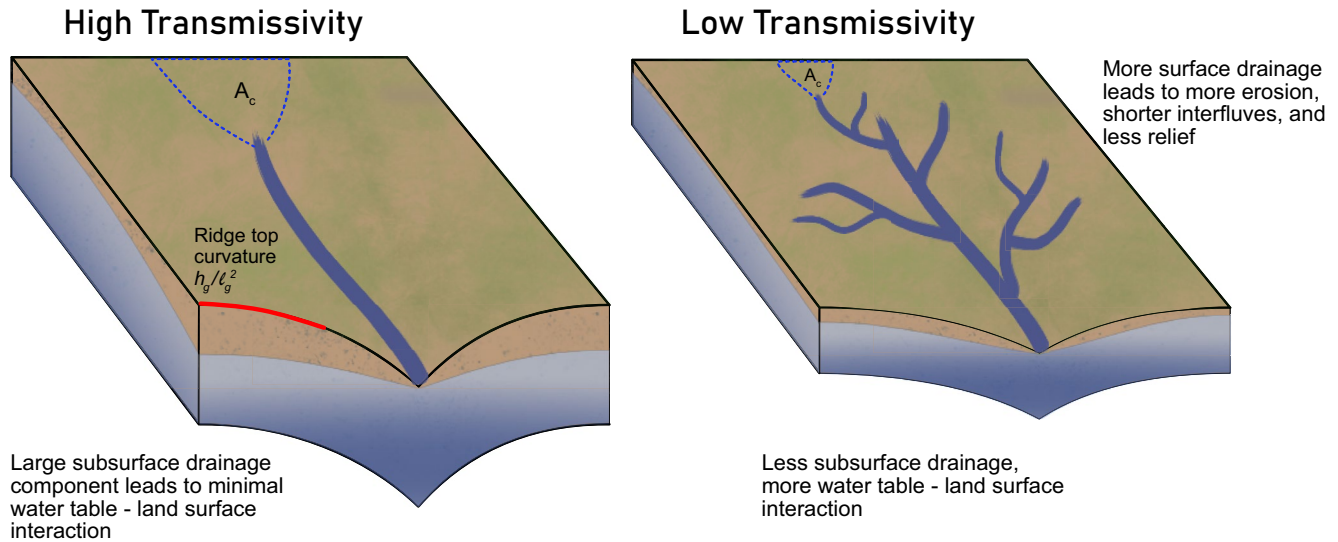 High Transmissivity
Low Transmissivity
A_c
A_c
More surface drainage
leads to more erosion,
shorter interfluves, and
less relief
Ridge top
curvature
h_g/ℓ_g^2
Large subsurface drainage
component leads to minimal
water table - land surface
interaction
Less subsurface drainage,
more water table - land surface
interaction